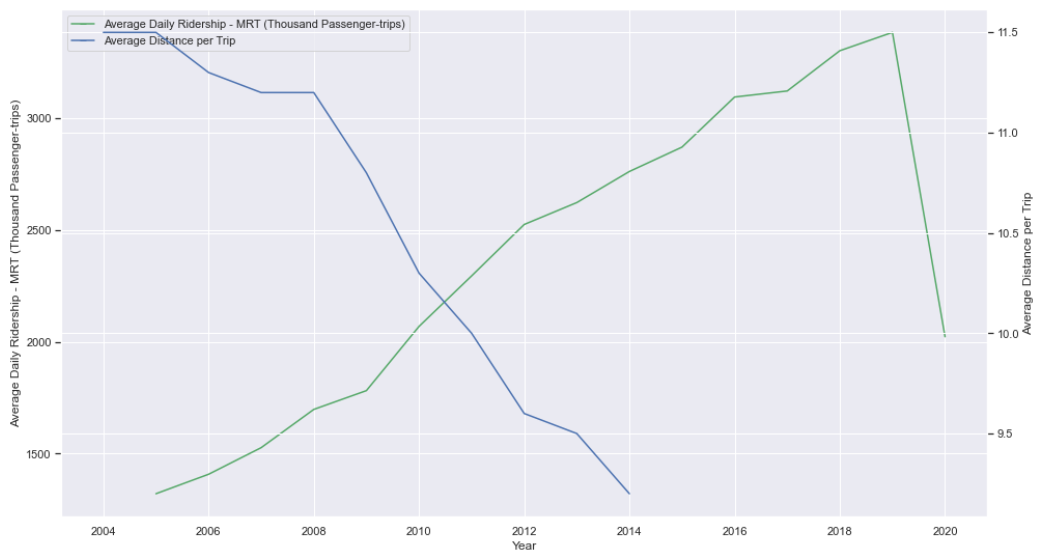 Average Daily Ridership - MRT (Thousand Passenger-trips)
Average Distance per Trip
Average Daily Ridership - MRT (Thousand Passenger-trips)
3000
2500
2000
1500
11.5
11.0
10.5
10.0
9.5
Average Distance per Trip
2004 2006 2008 2010 2012 2014 2016 2018 2020
Year